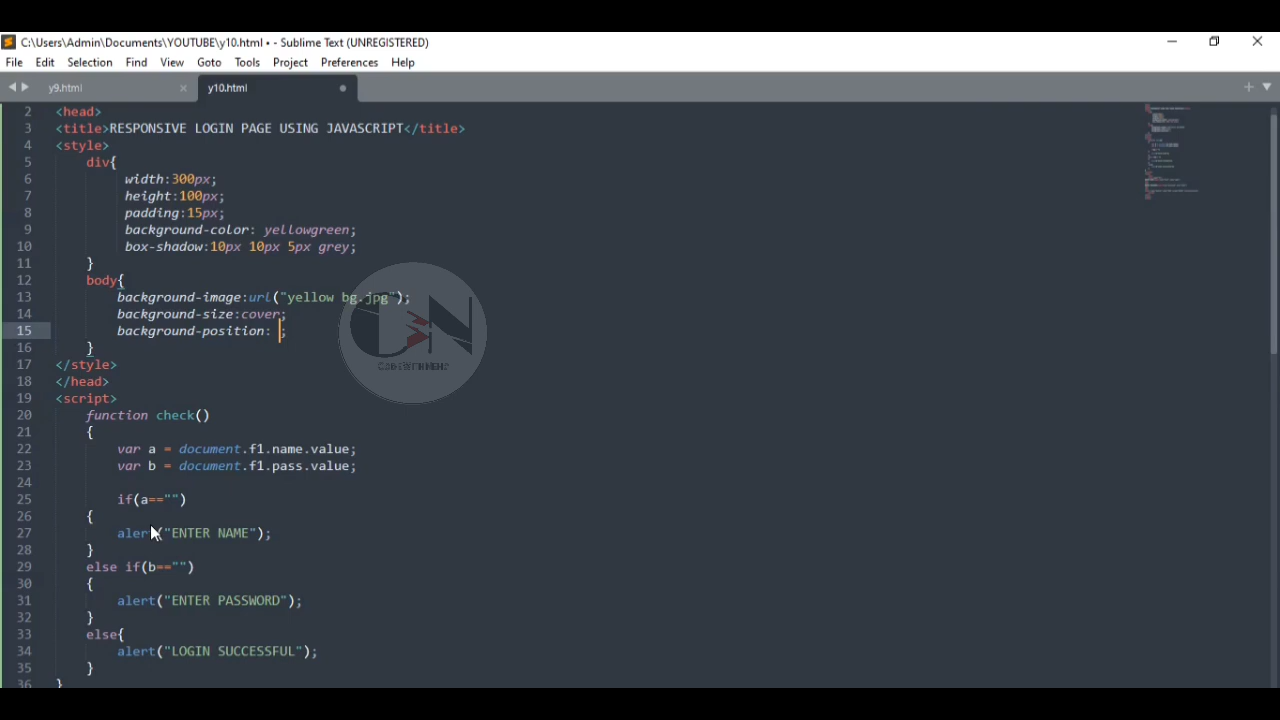 C:\Users\Admin\Documents\YOUTUBE\y10.html • - Sublime Text (UNREGISTERED)
File Edit Selection Find View Goto Tools Project Preferences Help
y9.html y10.html
2 <head>
3 <title>RESPONSIVE LOGIN PAGE USING JAVASCRIPT</title>
4 <style>
5 div{
6 width:300px;
7 height:100px;
8 padding:15px;
9 background-color: yellowgreen;
10 box-shadow:10px 10px 5px grey;
11 }
12 body{
13 background-image:url("yellow bg.jpg");
14 background-size:cover;
15 background-position: ;
16 }
17 </style>
18 </head>
19 <script>
20 function check()
21 {
22 var a = document.f1.name.value;
23 var b = document.f1.pass.value;
24
25 if(a=="")
26 {
27 alert("ENTER NAME");
28 }
29 else if(b=="")
30 {
31 alert("ENTER PASSWORD");
32 }
33 else{
34 alert("LOGIN SUCCESSFUL");
35 }
36 }